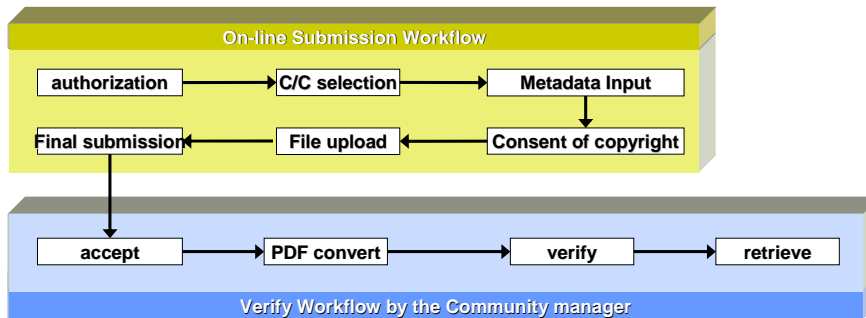 On-line Submission Workflow
authorization
C/C selection
Metadata Input
Final submission
File upload
Consent of copyright
accept
PDF convert
verify
retrieve
Verify Workflow by the Community manager